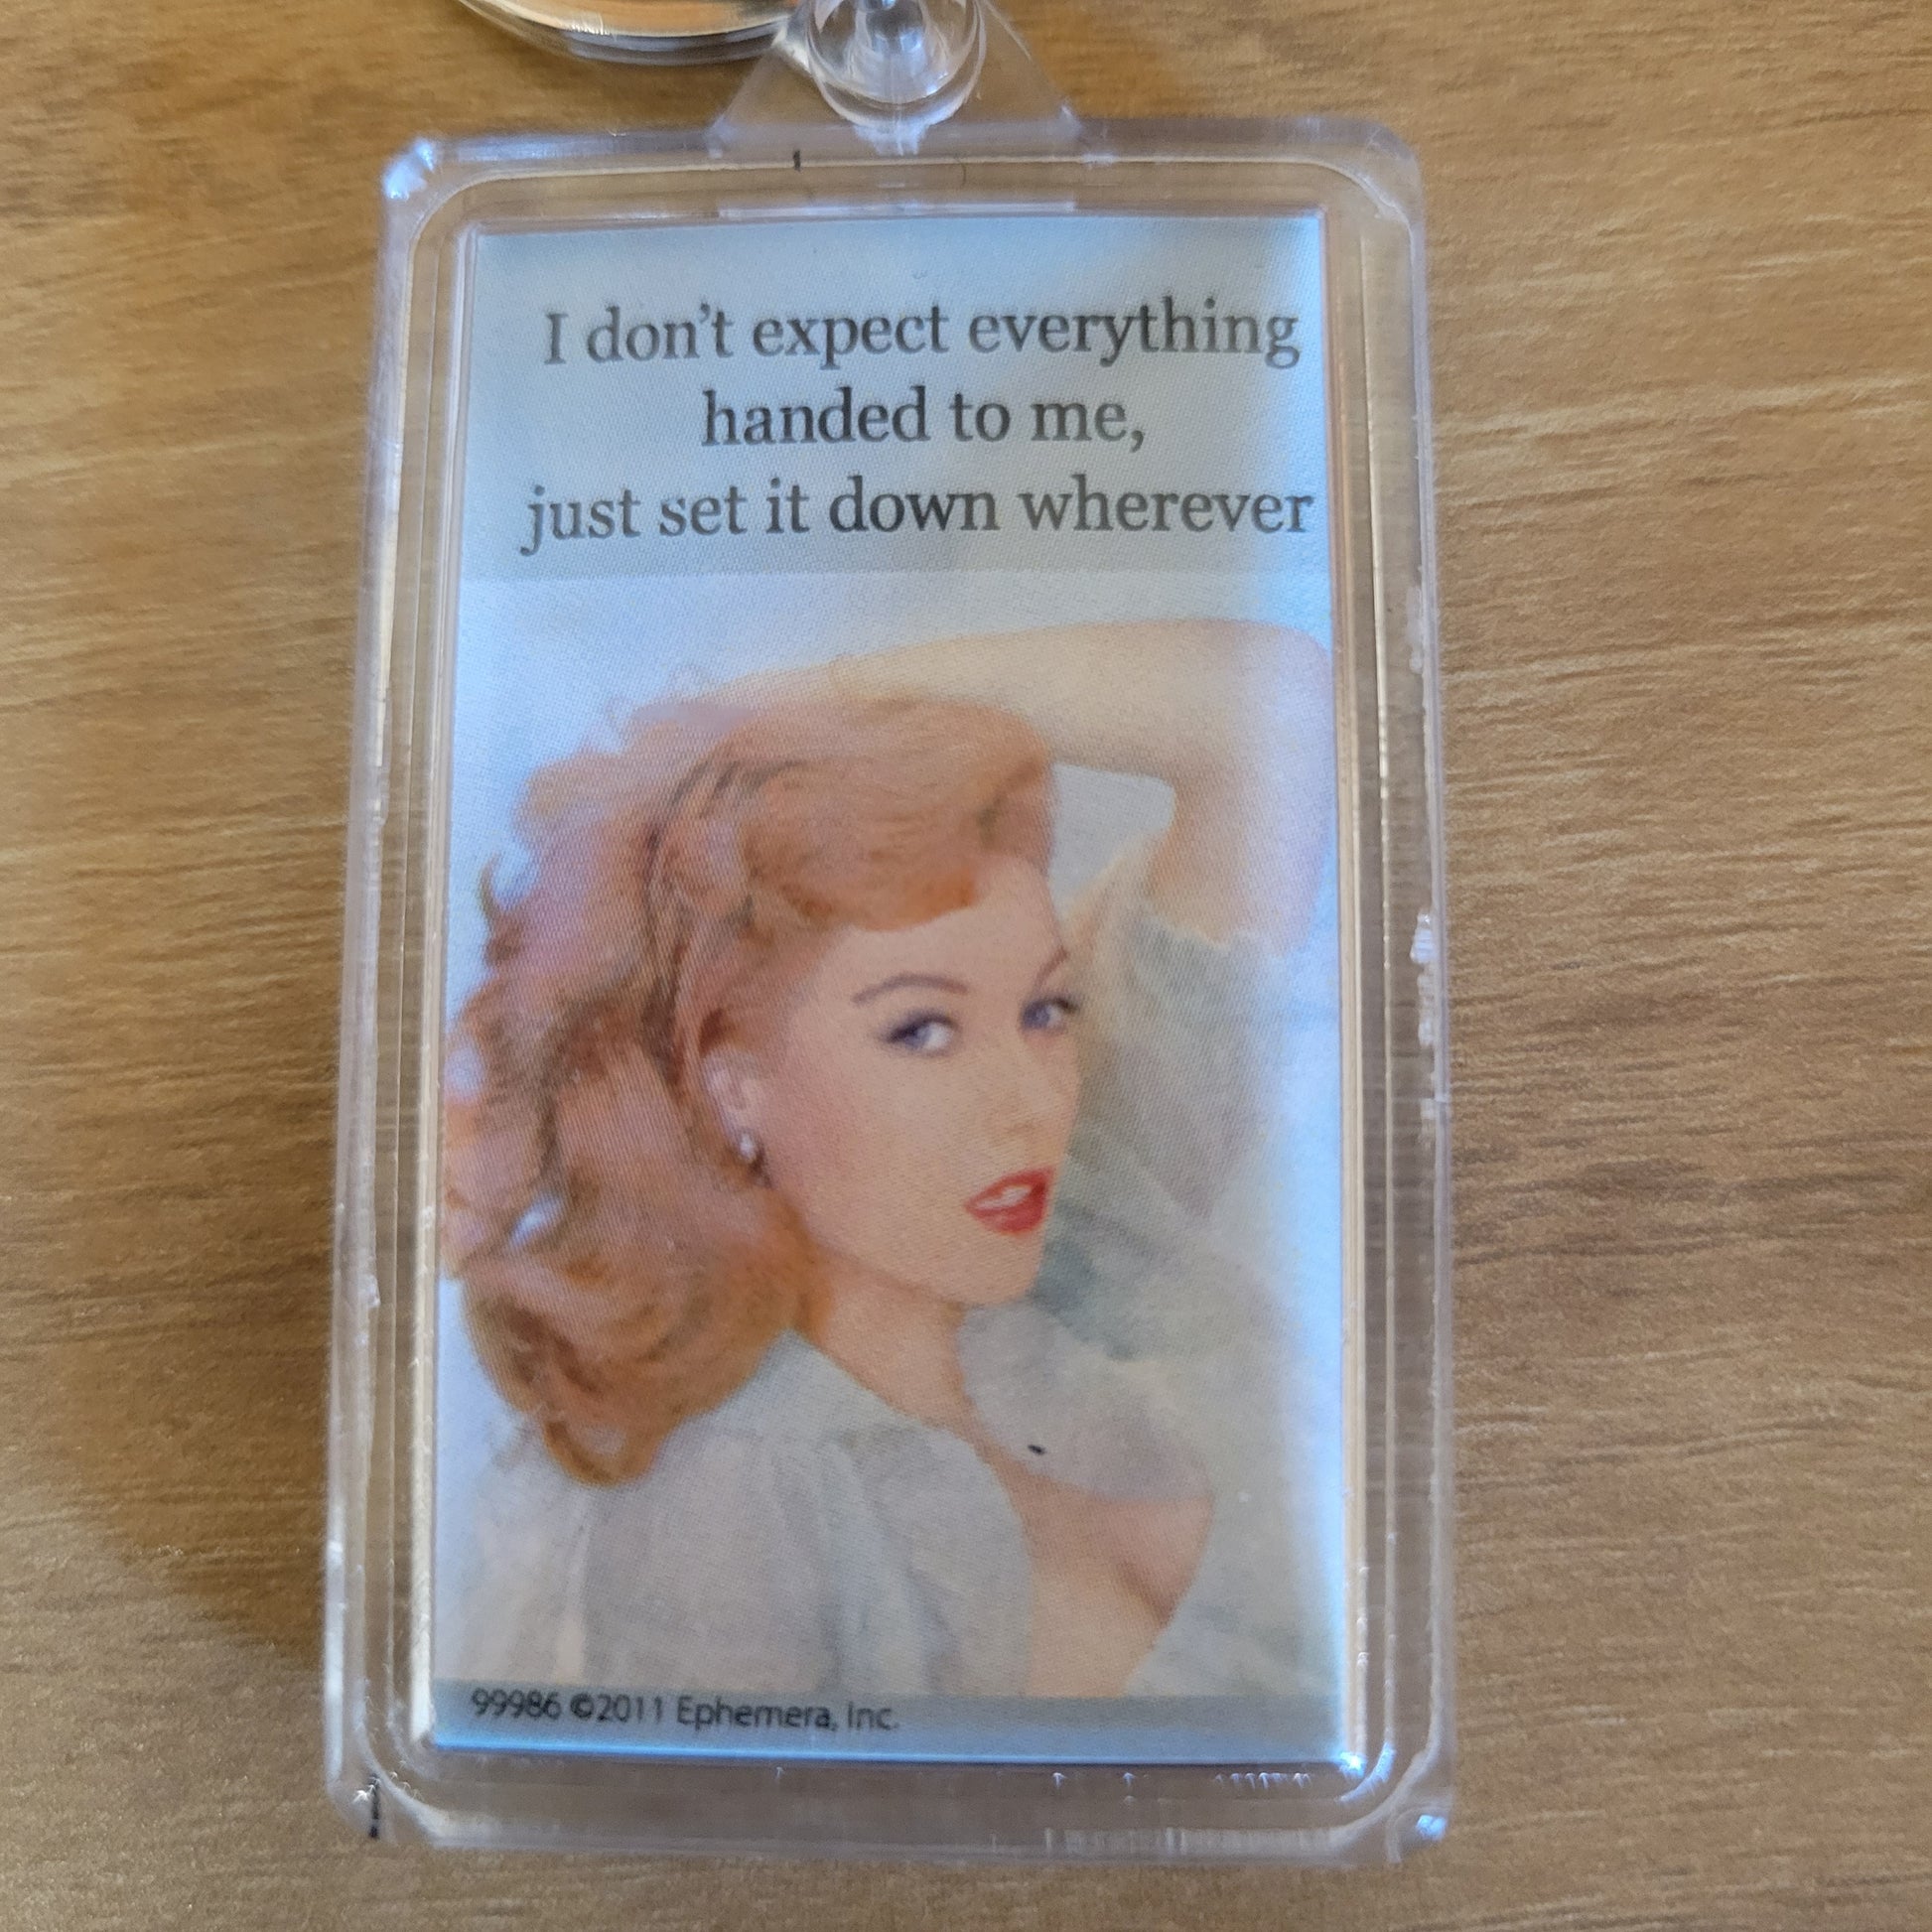 I don't expect everything
handed to me,
just set it down wherever
99986 ©2011 Ephemera, Inc.